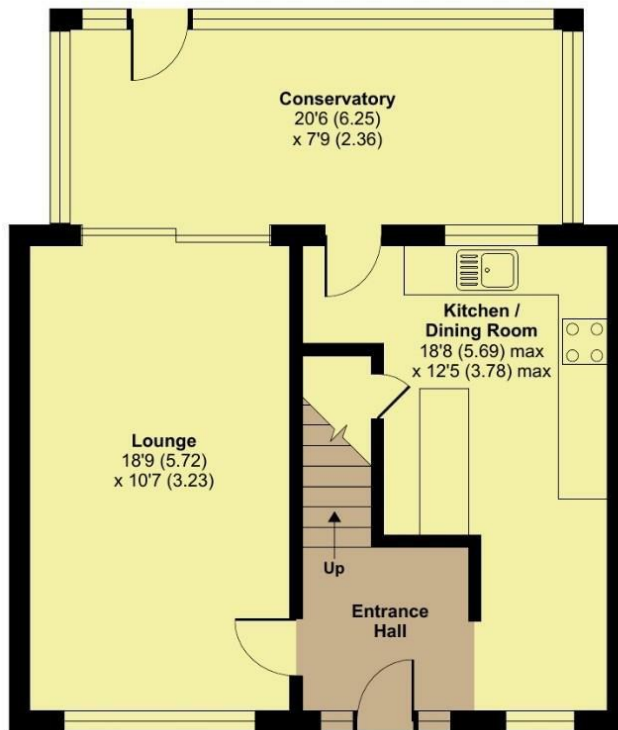 Conservatory
20'6 (6.25)
x 7'9 (2.36)
Kitchen /
Dining Room
18'8 (5.69) max
x 12'5 (3.78) max
Lounge
18'9 (5.72)
x 10'7 (3.23)
Up
Entrance
Hall